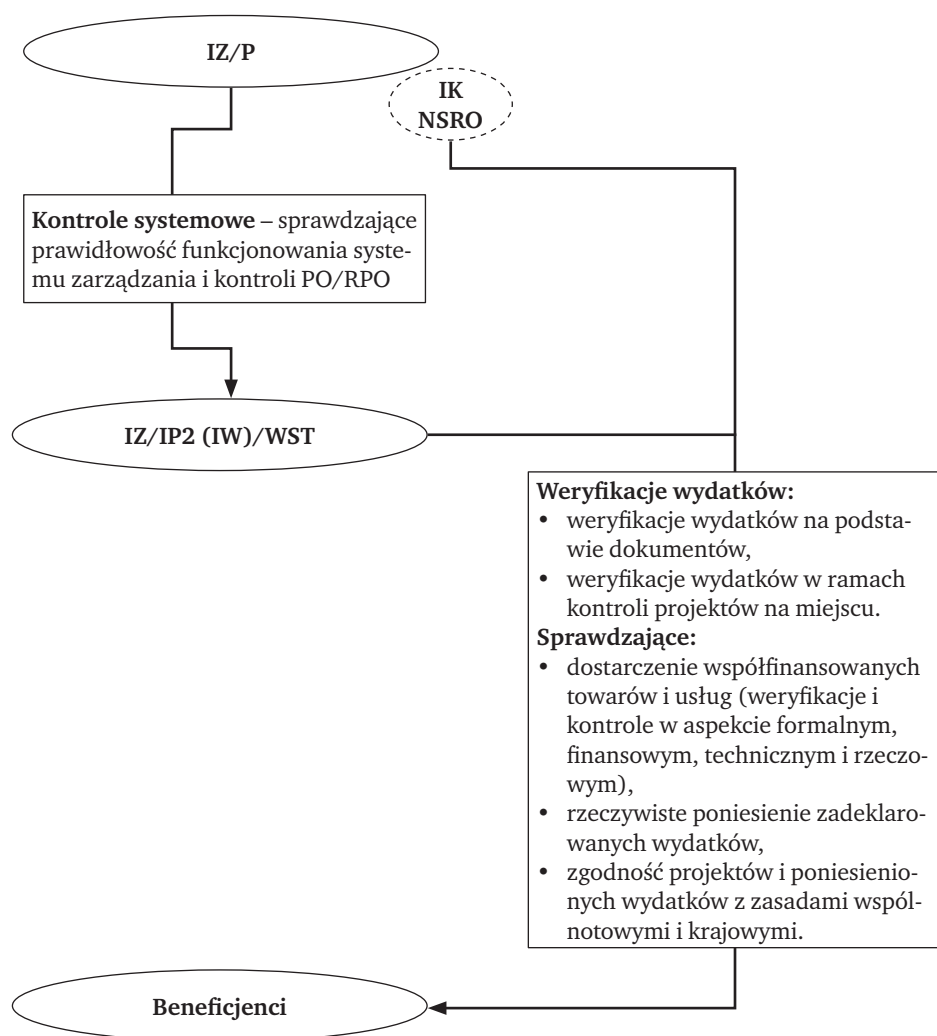 IZ/P
IK
NSRO
Kontrole systemowe – sprawdzające
prawidłowość funkcjonowania syste-
mu zarządzania i kontroli PO/RPO
IZ/IP2 (IW)/WST
Weryfikacje wydatków:
• weryfikacje wydatków na podsta-
wie dokumentów,
• weryfikacje wydatków w ramach
kontroli projektów na miejscu.
Sprawdzające:
• dostarczenie współfinansowanych
towarów i usług (weryfikacje i
kontrole w aspekcie formalnym,
finansowym, technicznym i rzeczo-
wym),
• rzeczywiste poniesienie zadeklaro-
wanych wydatków,
• zgodność projektów i poniesienio-
nych wydatków z zasadami wspól-
notowymi i krajowymi.
Beneficjenci